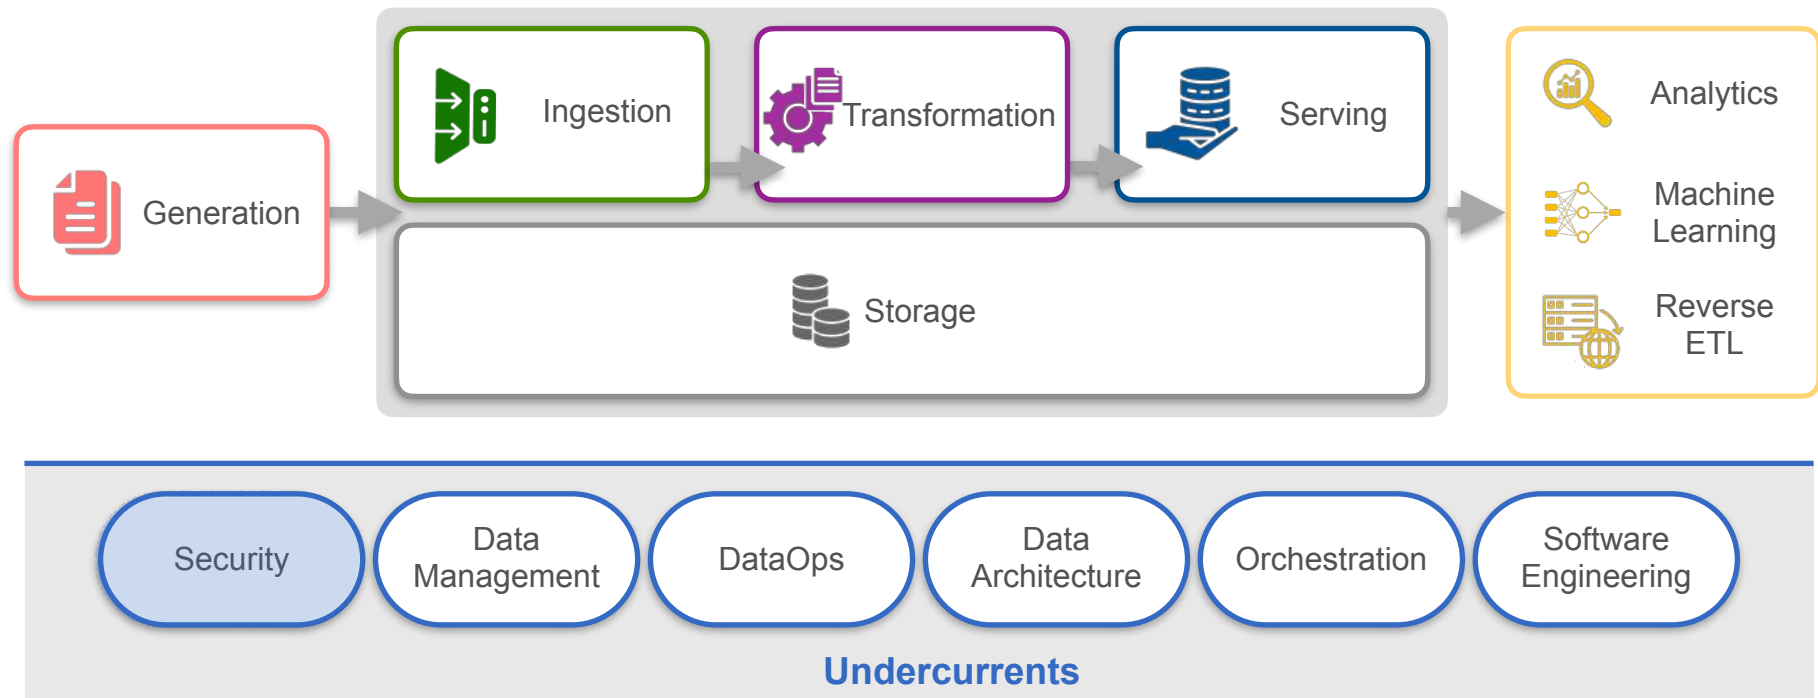 Generation
Ingestion
Transformation
Serving
Storage
Analytics
Machine
Learning
Reverse
ETL
Security
Data
Management
DataOps
Data
Architecture
Orchestration
Software
Engineering
Undercurrents